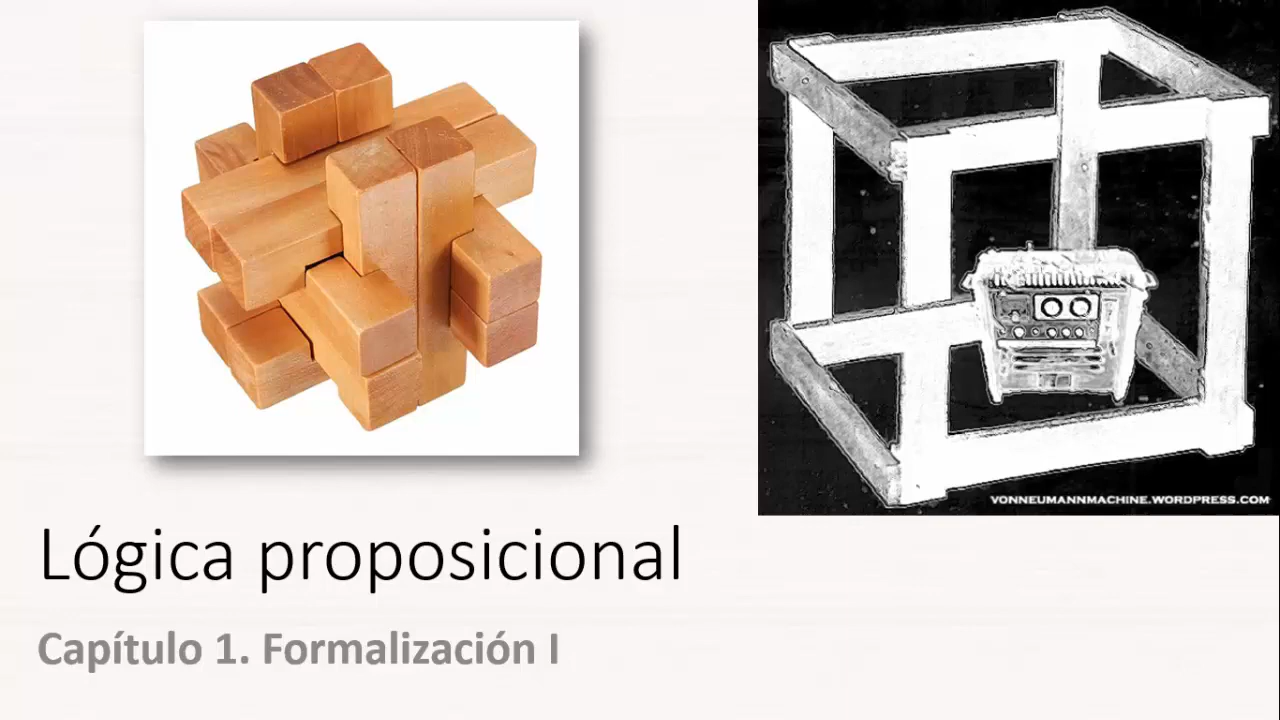 VONNEUMANNMACHINE.WORDPRESS.COM
Lógica proposicional
Capítulo 1. Formalización I